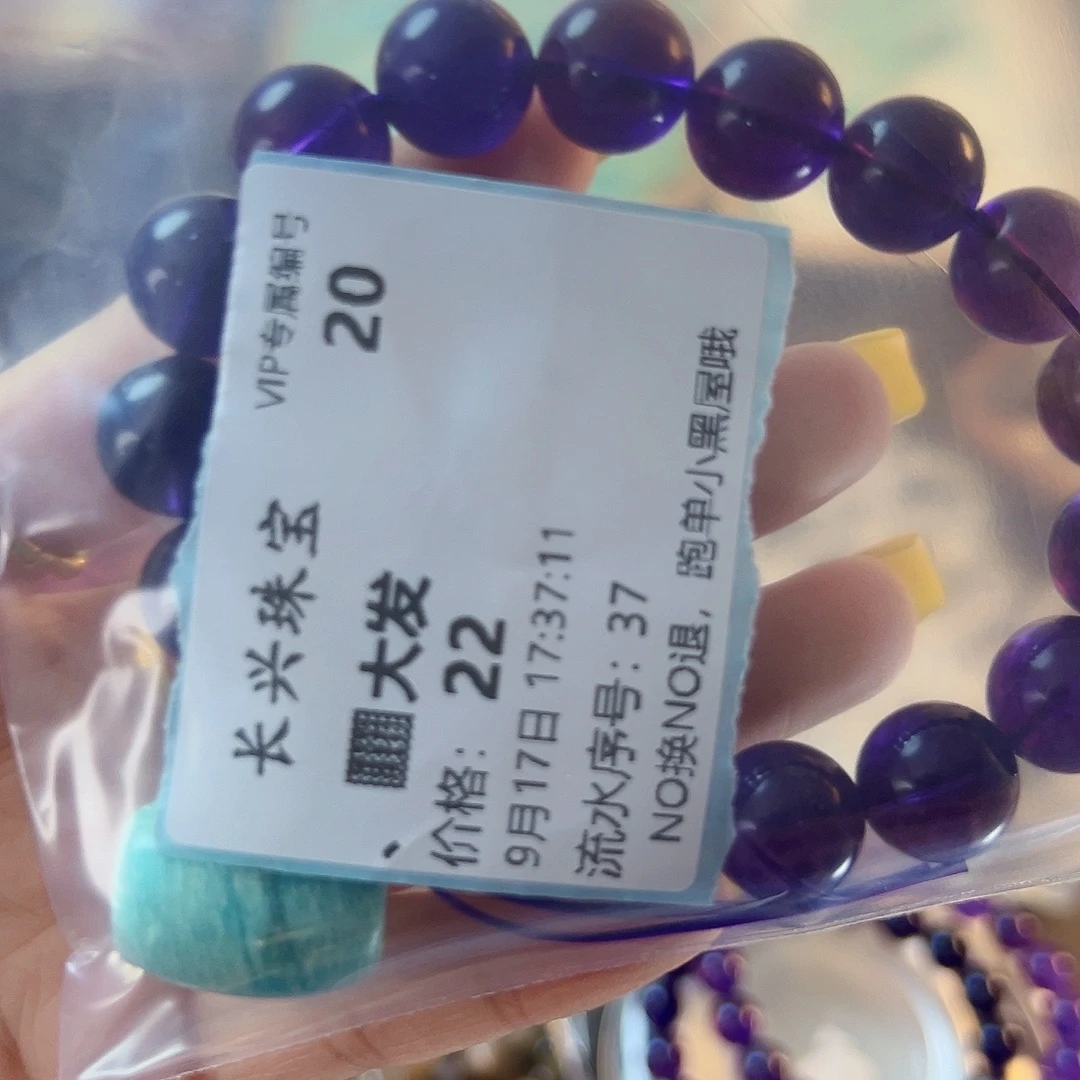 长兴珠宝
VIP专属编号
大发
20
价格：22
9月17日 17:37:11
流水序号：37
NO换NO退，跑单小黑屋哦